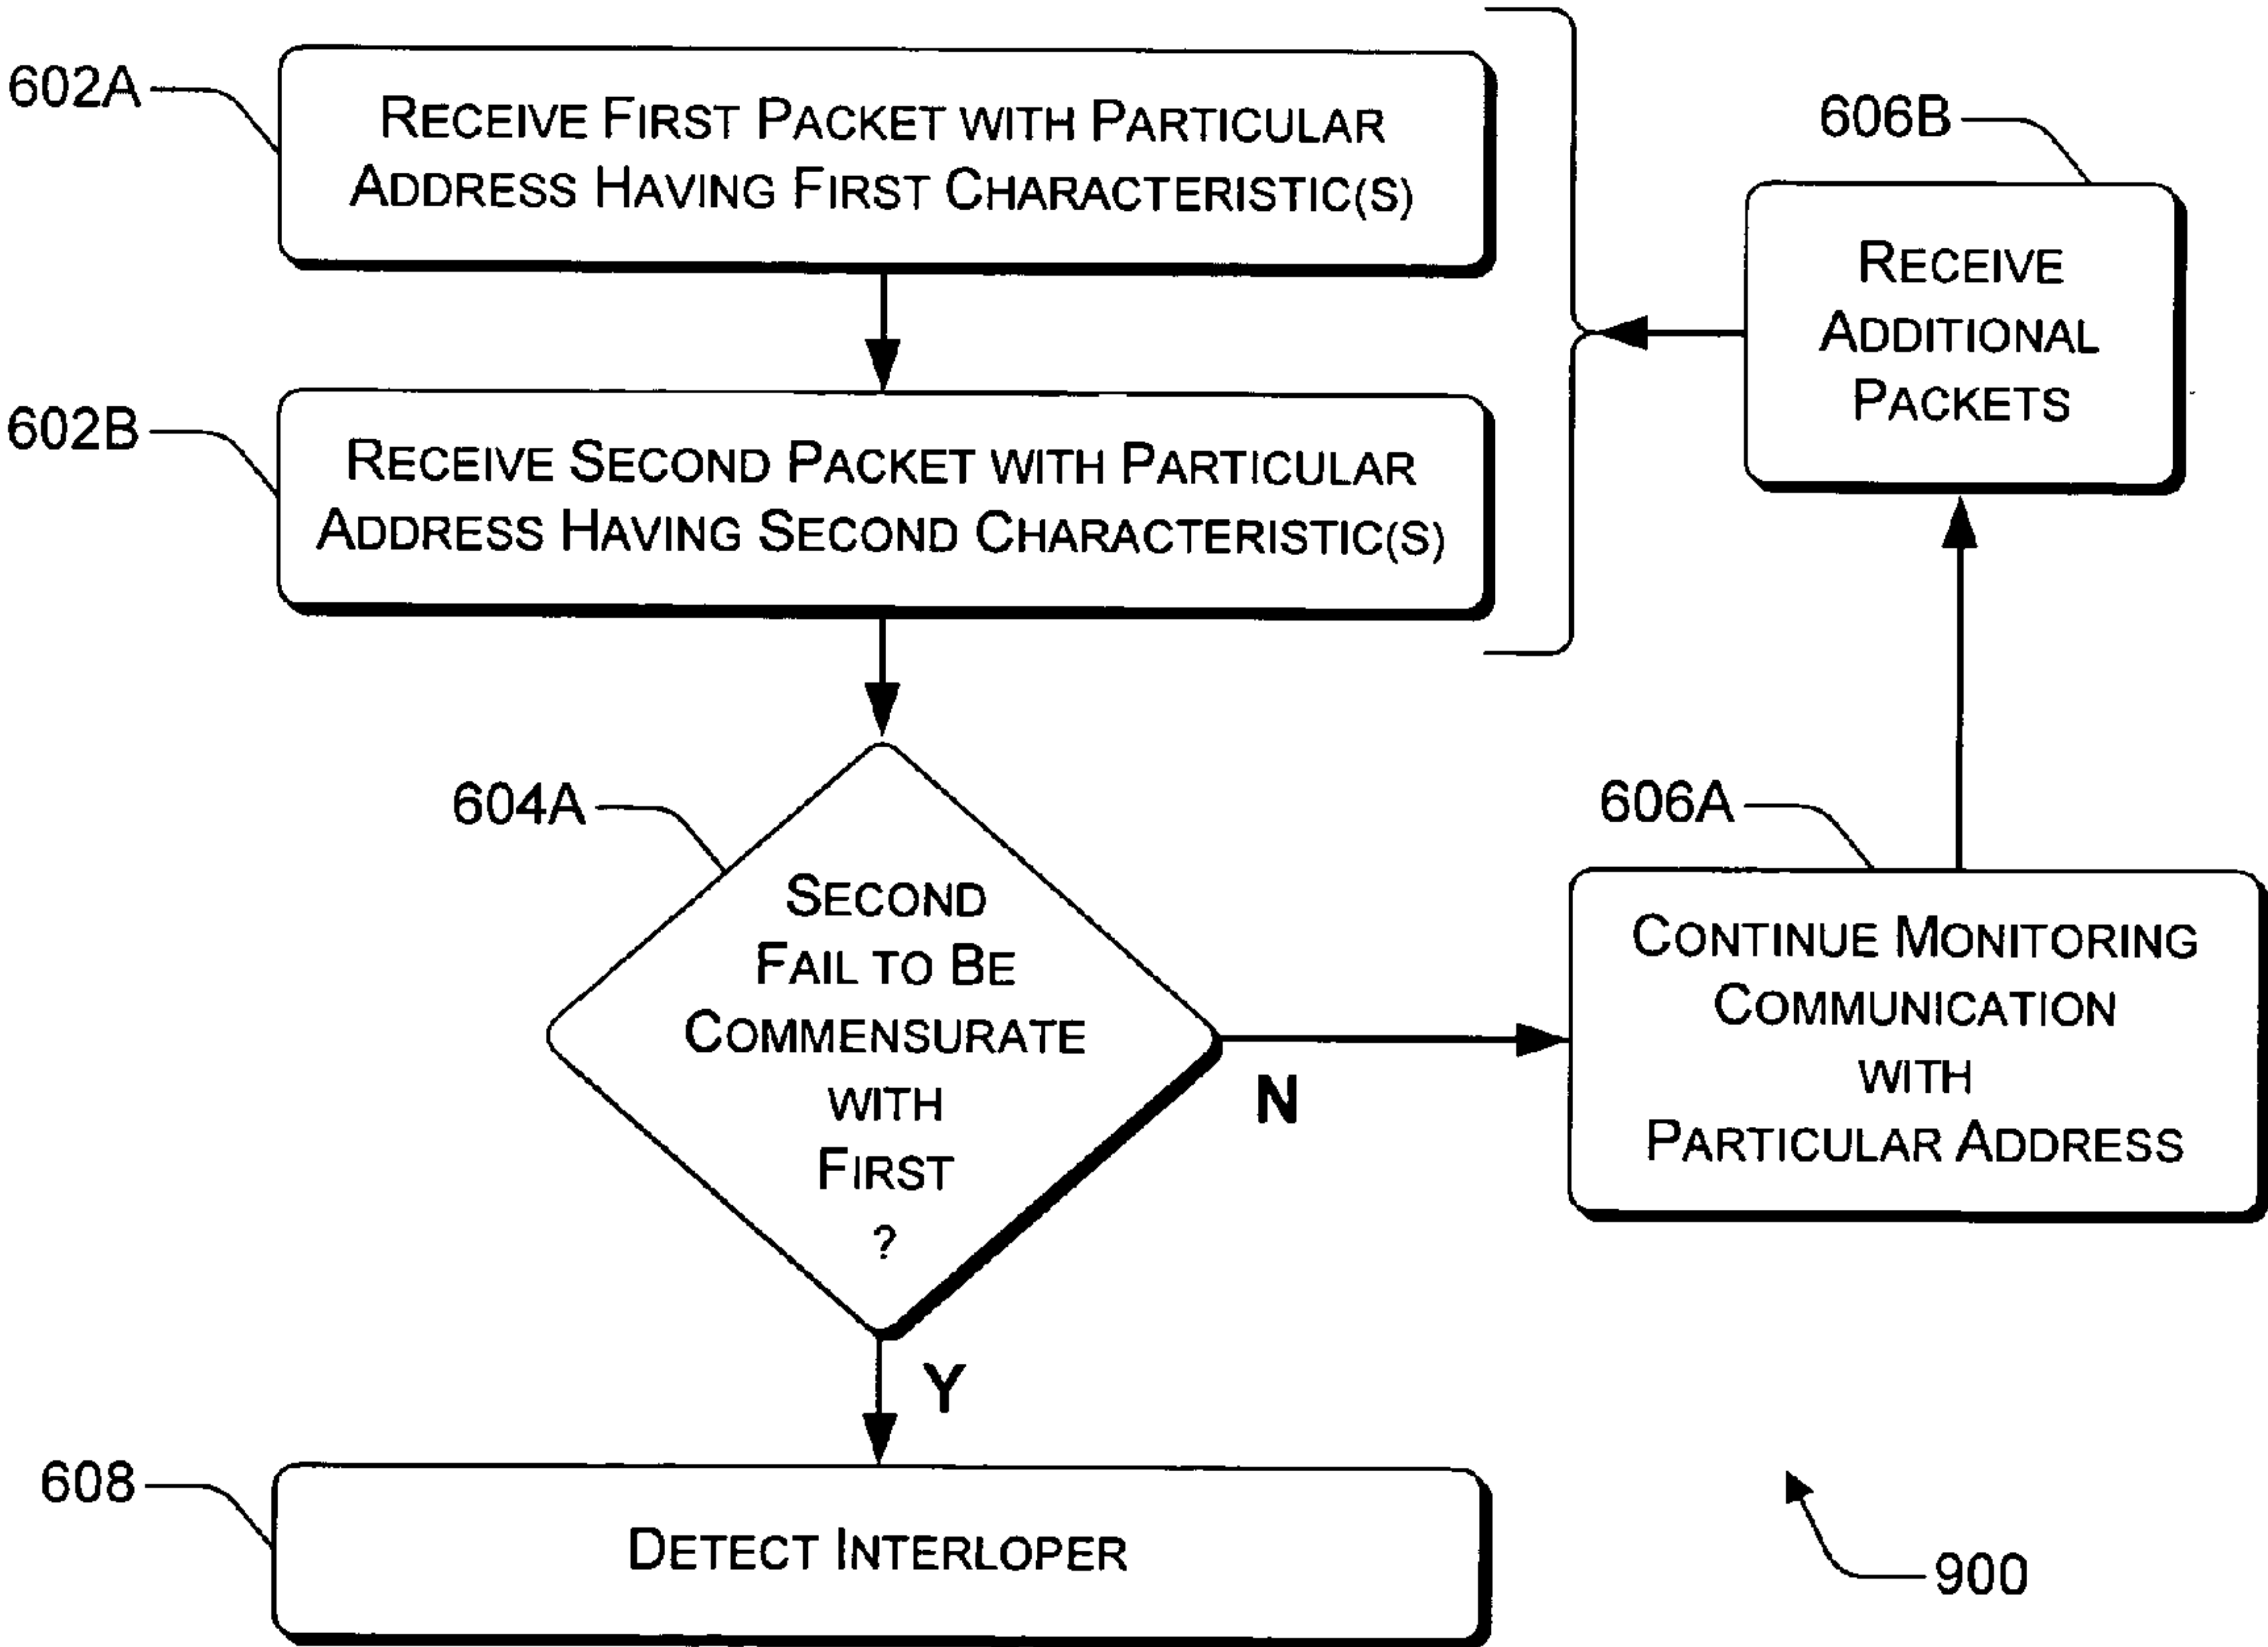 602A
RECEIVE FIRST PACKET WITH PARTICULAR
ADDRESS HAVING FIRST CHARACTERISTIC(S)
606B
RECEIVE
ADDITIONAL
PACKETS
602B
RECEIVE SECOND PACKET WITH PARTICULAR
ADDRESS HAVING SECOND CHARACTERISTIC(S)
604A
SECOND
FAIL TO BE
COMMENSURATE
WITH
FIRST
?
N
606A
CONTINUE MONITORING
COMMUNICATION
WITH
PARTICULAR ADDRESS
Y
608
DETECT INTERLOPER
900